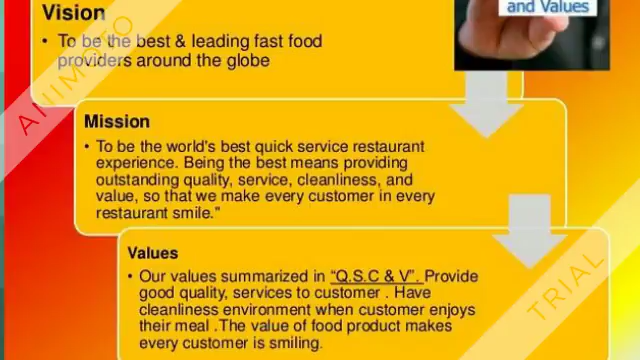 Vision
and Values
• To be the best & leading fast food
providers around the globe
Mission
• To be the world's best quick service restaurant
experience. Being the best means providing
outstanding quality, service, cleanliness, and
value, so that we make every customer in every
restaurant smile."
Values
• Our values summarized in “Q.S.C & V”. Provide
good quality, services to customer . Have
cleanliness environment when customer enjoys
their meal .The value of food product makes
every customer is smiling.
ANIMOTO
TRIAL